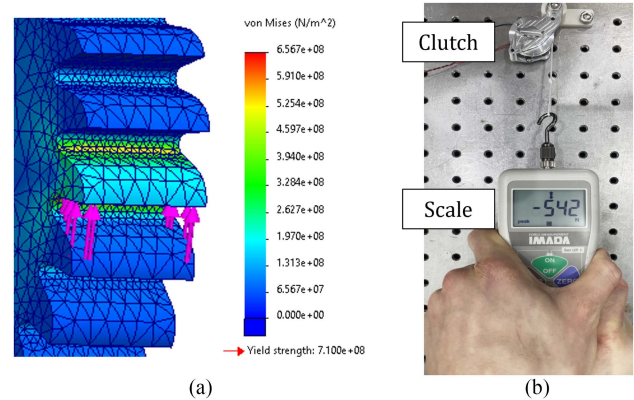 von Mises (N/m^2)
6.567e+08
5.910e+08
5.254e+08
4.597e+08
3.940e+08
3.284e+08
2.627e+08
1.970e+08
1.313e+08
6.567e+07
0.000e+00
Yield strength: 7.100e+08
(a)
Clutch
Scale
-542
peak
IMADA
ON
OFF
ZERO
(b)